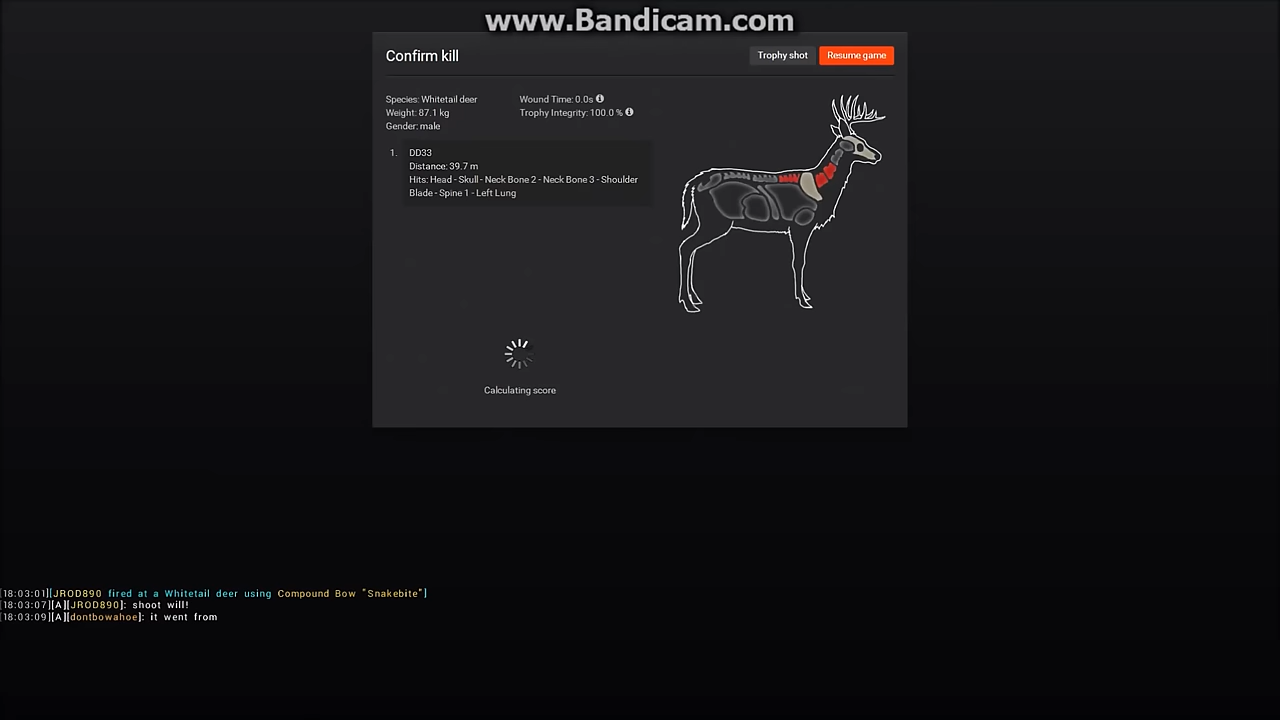 www.Bandicam.com
Confirm kill
Trophy shot
Resume game
Species: Whitetail deer
Weight: 87.1 kg
Gender: male
Wound Time: 0.0s
Trophy Integrity: 100.0 %
1. DD33
Distance: 39.7 m
Hits: Head - Skull - Neck Bone 2 - Neck Bone 3 - Shoulder
Blade - Spine 1 - Left Lung
Calculating score
[18:03:01][JROD890 fired at a Whitetail deer using Compound Bow "Snakebite"]
[18:03:07][A][JROD890]: shoot will!
[18:03:09][A][dontbowahoe]: it went from